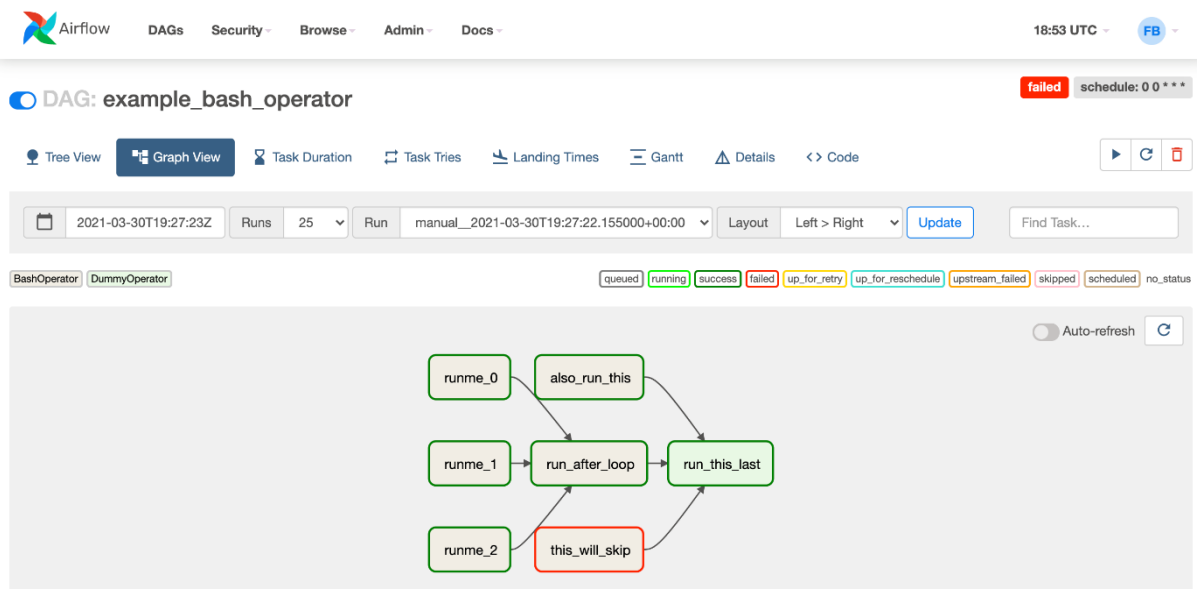 Airflow DAGs Security Browse Admin Docs 18:53 UTC FB
DAG: example_bash_operator failed schedule: 0 0 * * *
Tree View Graph View Task Duration Task Tries Landing Times Gantt Details Code
2021-03-30T19:27:23Z Runs 25 Run manual__2021-03-30T19:27:22.155000+00:00 Layout Left > Right Update Find Task...
BashOperator DummyOperator queued running success failed up_for_retry up_for_reschedule upstream_failed skipped scheduled no_status
Auto-refresh
runme_0 also_run_this
runme_1 run_after_loop run_this_last
runme_2 this_will_skip